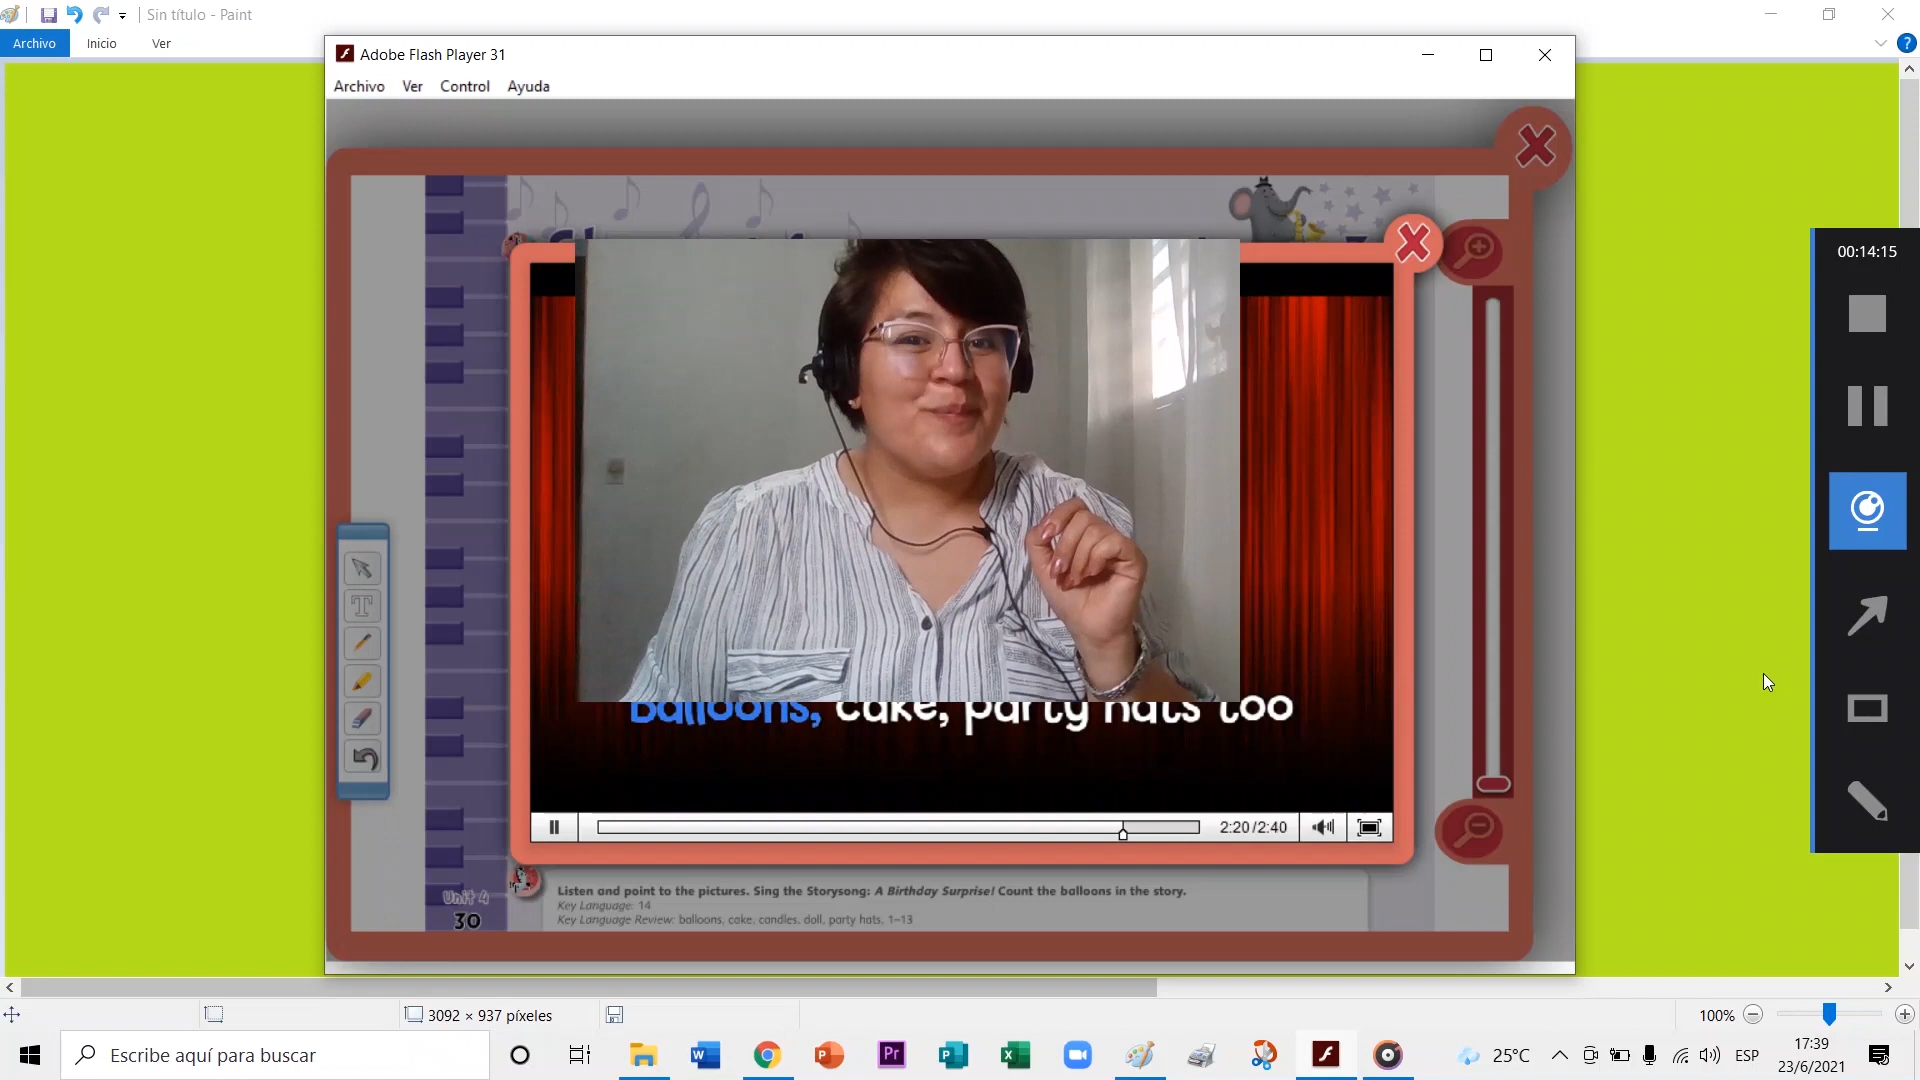 Sin título - Paint
Archivo
Inicio
Ver
Adobe Flash Player 31
Archivo
Ver
Control
Ayuda
00:14:15
Balloons, cake, party hats too
2:20/2:40
Listen and point to the pictures. Sing the Storysong: A Birthday Surprise! Count the balloons in the story.
Key Language: 14
Key Language Review: balloons, cake, candles, doll, party hats, 1–13
Unit 4
30
3092 × 937 píxeles
100%
Escribe aquí para buscar
25°C
ESP
17:39
23/6/2021